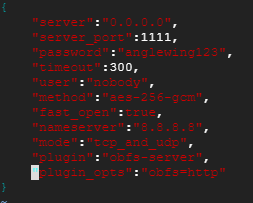 {
"server":"0.0.0.0",
"server_port":1111,
"password":"anglewing123",
"timeout":300,
"user":"nobody",
"method":"aes-256-gcm",
"fast_open":true,
"nameserver":"8.8.8.8",
"mode":"tcp_and_udp",
"plugin":"obfs-server",
"plugin_opts":"obfs=http"
}
~